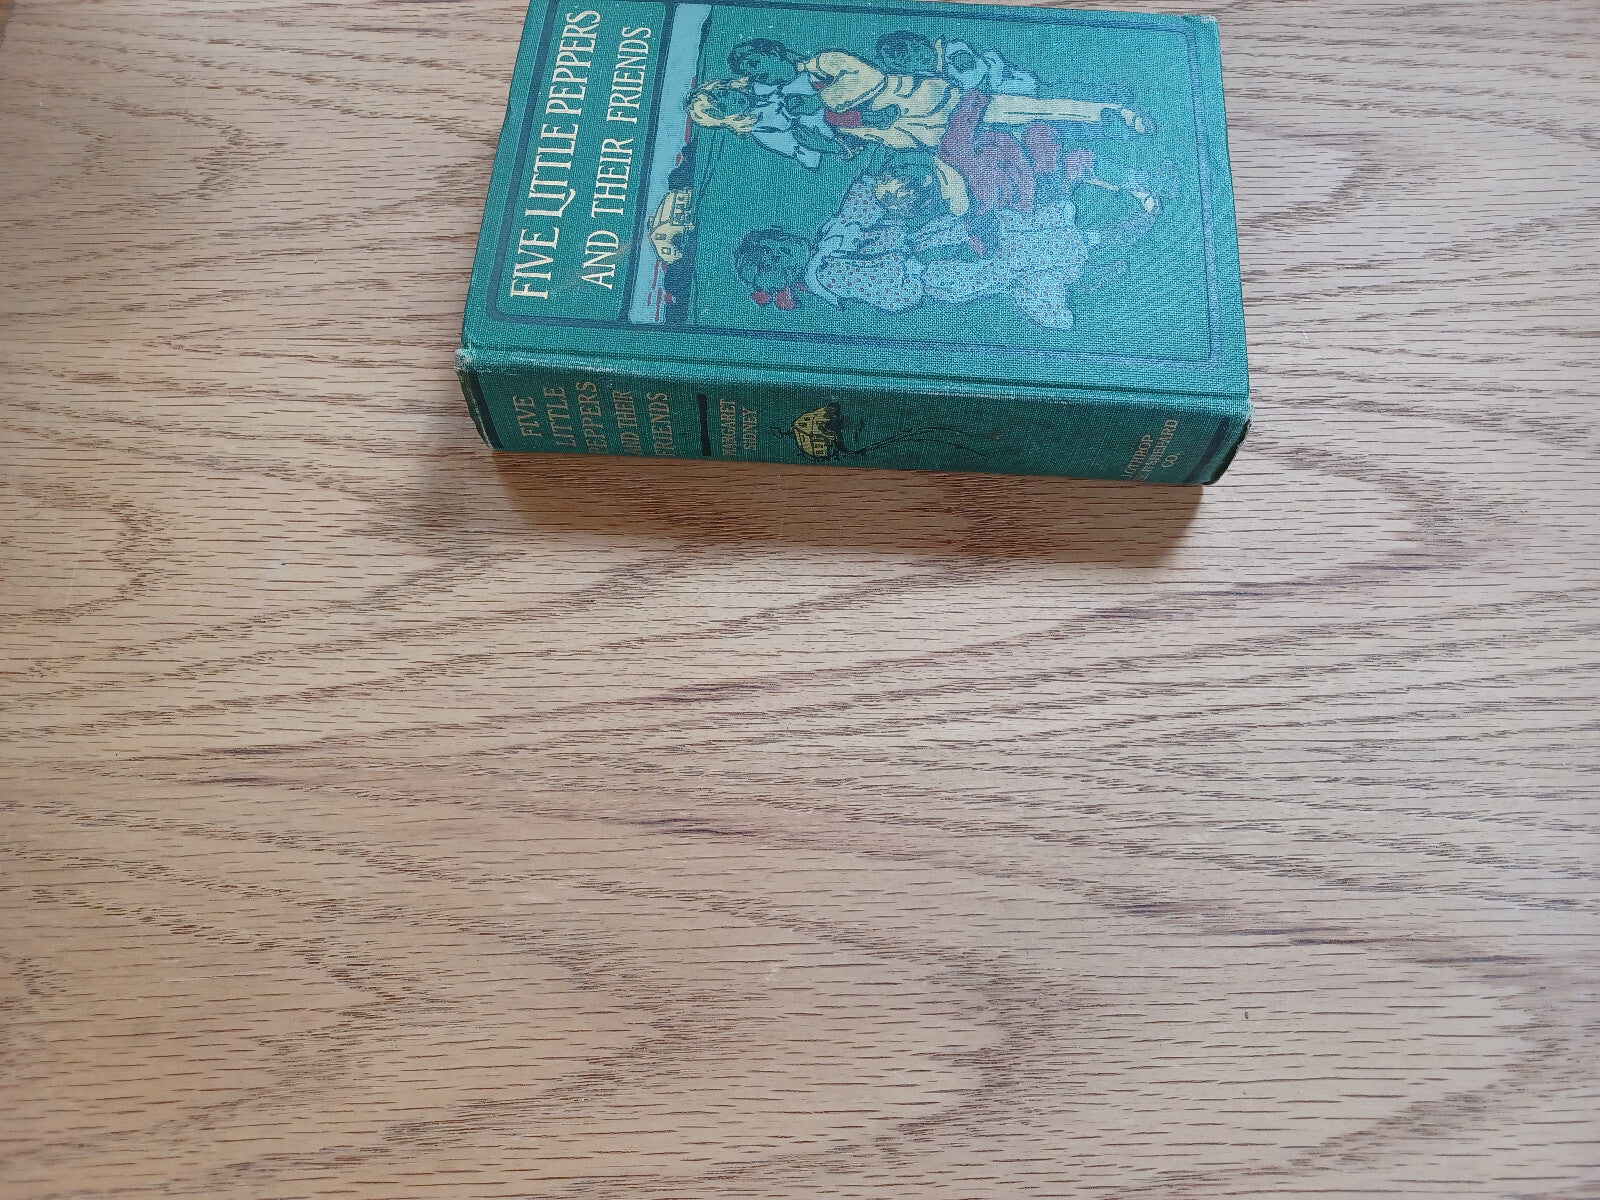 FIVE LITTLE PEPPERS
AND THEIR FRIENDS
FIVE
LITTLE
PEPPERS
AND THEIR
FRIENDS
MARGARET
SIDNEY
LOTHROP
LEE & SHEPARD
CO.